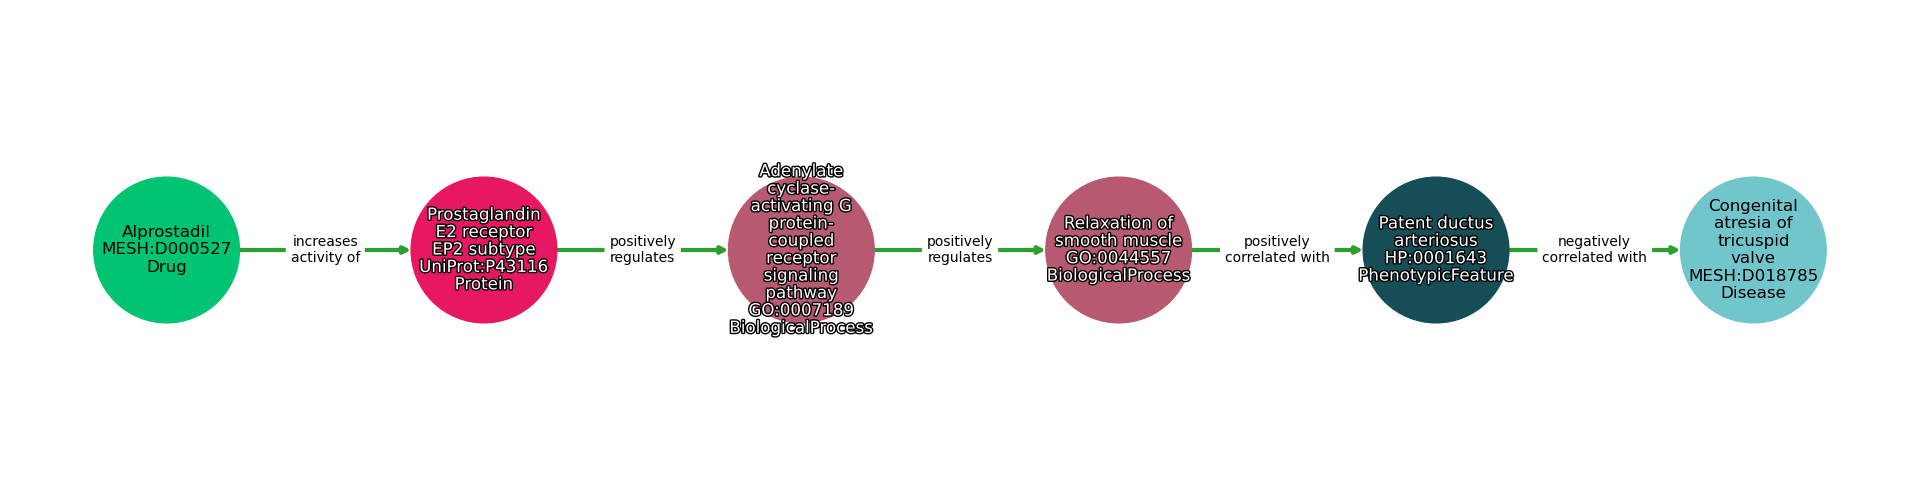 Alprostadil
MESH:D000527
Drug
increases
activity of
Prostaglandin
E2 receptor
EP2 subtype
UniProt:P43116
Protein
positively
regulates
Adenylate
cyclase-
activating G
protein-
coupled
receptor
signaling
pathway
GO:0007189
BiologicalProcess
positively
regulates
Relaxation of
smooth muscle
GO:0044557
BiologicalProcess
positively
correlated with
Patent ductus
arteriosus
HP:0001643
PhenotypicFeature
negatively
correlated with
Congenital
atresia of
tricuspid
valve
MESH:D018785
Disease